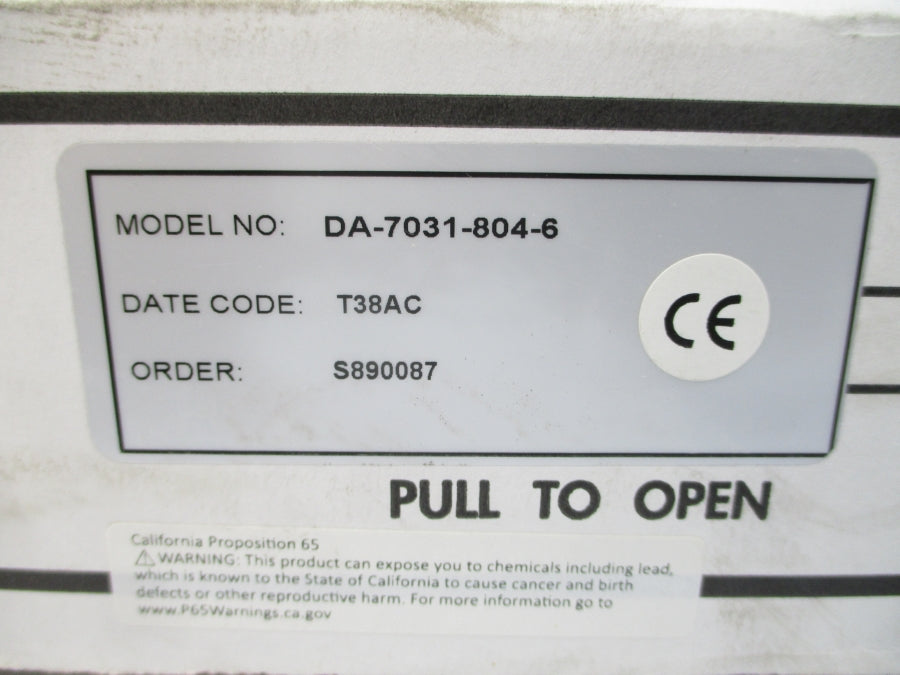 MODEL NO: DA-7031-804-6
DATE CODE: T38AC
CE
ORDER: S890087
PULL TO OPEN
California Proposition 65
⚠WARNING: This product can expose you to chemicals including lead,
which is known to the State of California to cause cancer and birth
defects or other reproductive harm. For more information go to
www.P65Warnings.ca.gov